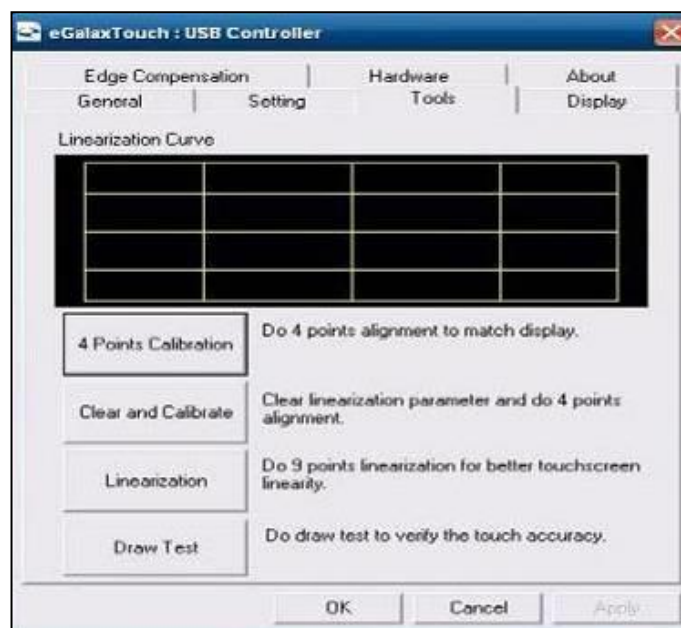 eGalaxTouch : USB Controller
Edge Compensation Hardware About
General Setting Tools Display
Linearization Curve
4 Points Calibration Do 4 points alignment to match display.
Clear and Calibrate Clear linearization parameter and do 4 points
alignment.
Linearization Do 9 points linearization for better touchscreen
linearity.
Draw Test Do draw test to verify the touch accuracy.
OK Cancel Apply